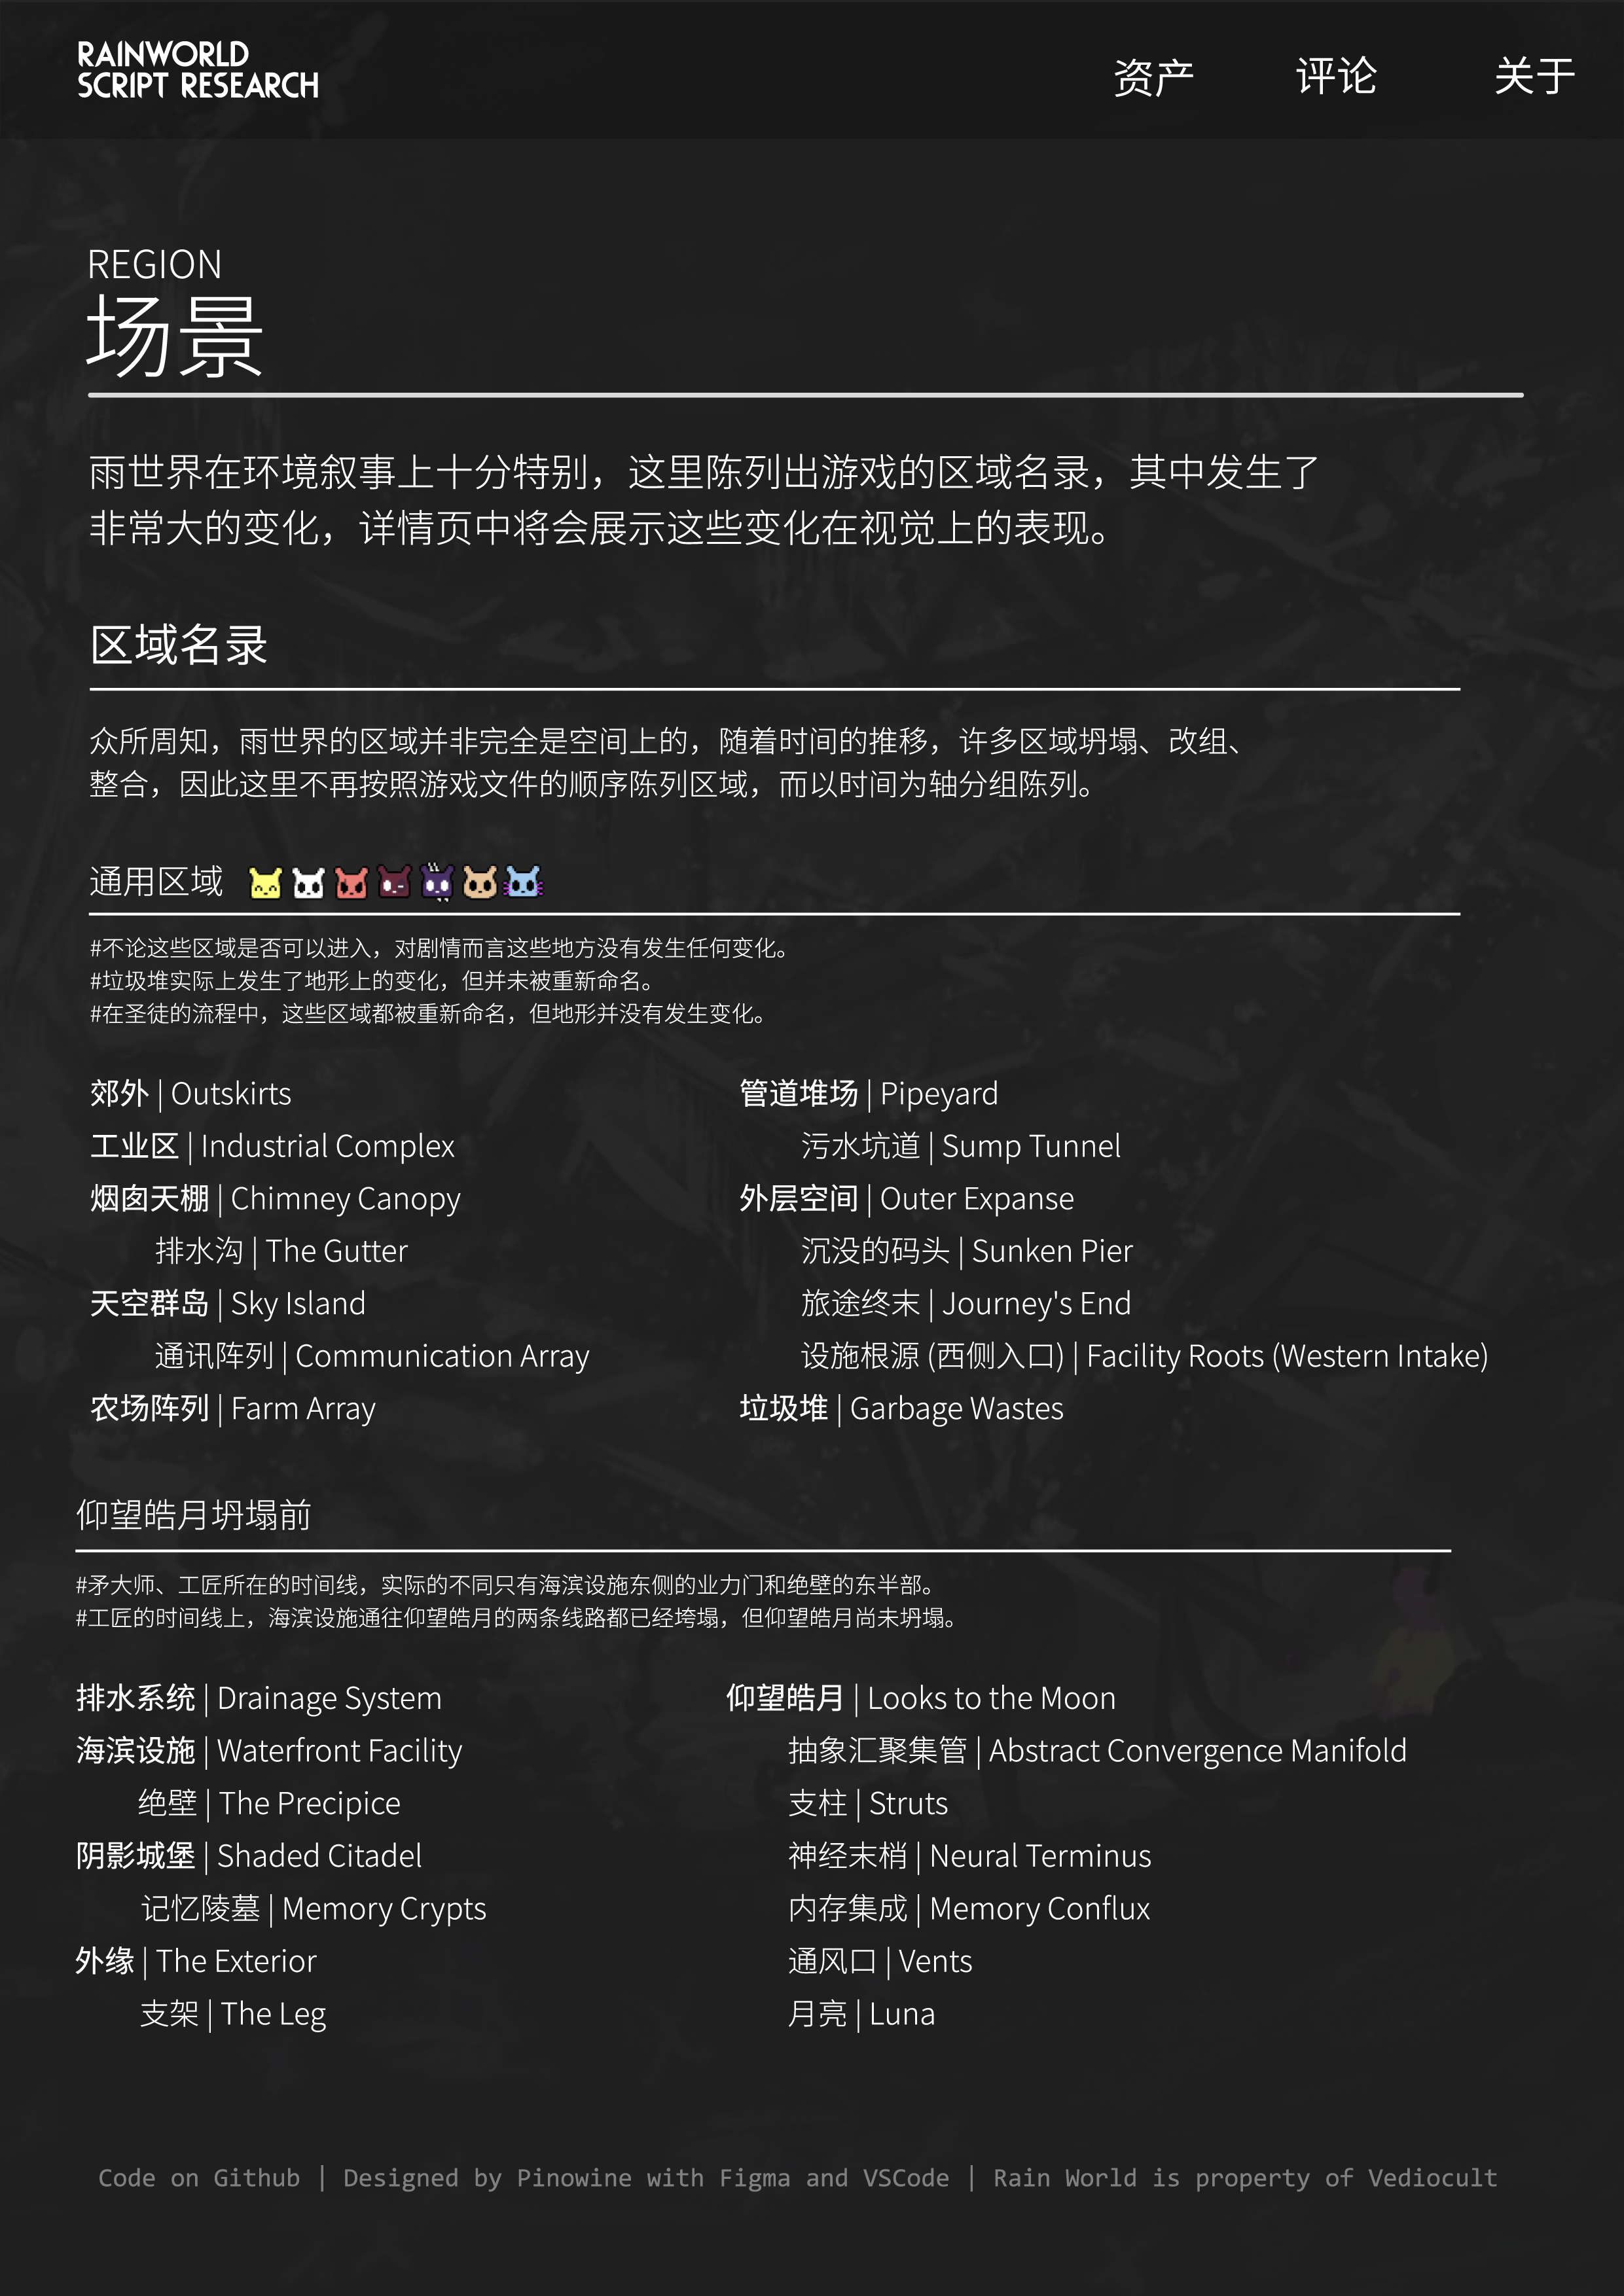 RAINWORLD
SCRIPT RESEARCH
资产
评论
关于
REGION
场景
雨世界在环境叙事上十分特别，这里陈列出游戏的区域名录，其中发生了
非常大的变化，详情页中将会展示这些变化在视觉上的表现。
区域名录
众所周知，雨世界的区域并非完全是空间上的，随着时间的推移，许多区域坍塌、改组、
整合，因此这里不再按照游戏文件的顺序陈列区域，而以时间为轴分组陈列。
通用区域
#不论这些区域是否可以进入，对剧情而言这些地方没有发生任何变化。
#垃圾堆实际上发生了地形上的变化，但并未被重新命名。
#在圣徒的流程中，这些区域都被重新命名，但地形并没有发生变化。
郊外 | Outskirts
工业区 | Industrial Complex
烟囱天棚 | Chimney Canopy
排水沟 | The Gutter
天空群岛 | Sky Island
通讯阵列 | Communication Array
农场阵列 | Farm Array
管道堆场 | Pipeyard
污水坑道 | Sump Tunnel
外层空间 | Outer Expanse
沉没的码头 | Sunken Pier
旅途终末 | Journey's End
设施根源 (西侧入口) | Facility Roots (Western Intake)
垃圾堆 | Garbage Wastes
仰望皓月坍塌前
#矛大师、工匠所在的时间线，实际的不同只有海滨设施东侧的业力门和绝壁的东半部。
#工匠的时间线上，海滨设施通往仰望皓月的两条线路都已经垮塌，但仰望皓月尚未坍塌。
排水系统 | Drainage System
海滨设施 | Waterfront Facility
绝壁 | The Precipice
阴影城堡 | Shaded Citadel
记忆陵墓 | Memory Crypts
外缘 | The Exterior
支架 | The Leg
仰望皓月 | Looks to the Moon
抽象汇聚集管 | Abstract Convergence Manifold
支柱 | Struts
神经末梢 | Neural Terminus
内存集成 | Memory Conflux
通风口 | Vents
月亮 | Luna
Code on Github | Designed by Pinowine with Figma and VSCode | Rain World is property of Vediocult